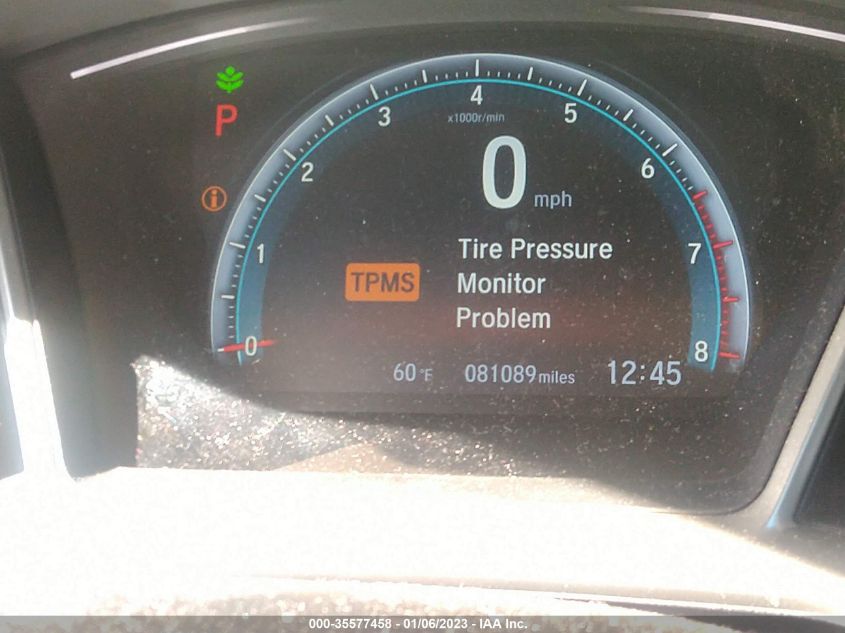 P
x1000r/min
0 1 2 3 4 5 6 7 8
0 mph
TPMS
Tire Pressure
Monitor
Problem
60 °F 081089 miles 12:45
000-35577458 - 01/06/2023 - IAA Inc.